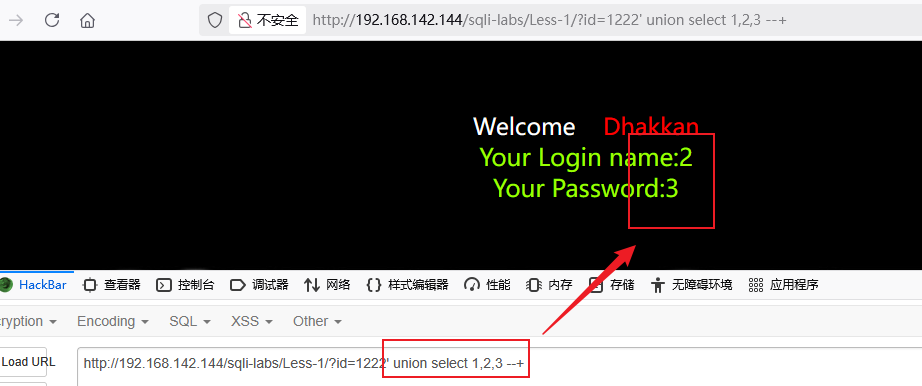 不安全 http://192.168.142.144/sqli-labs/Less-1/?id=1222' union select 1,2,3 --+
Welcome Dhakkan
Your Login name:2
Your Password:3
HackBar 查看器 控制台 调试器 网络 样式编辑器 性能 内存 存储 无障碍环境 应用程序
cryption Encoding SQL XSS Other
Load URL http://192.168.142.144/sqli-labs/Less-1/?id=1222' union select 1,2,3 --+